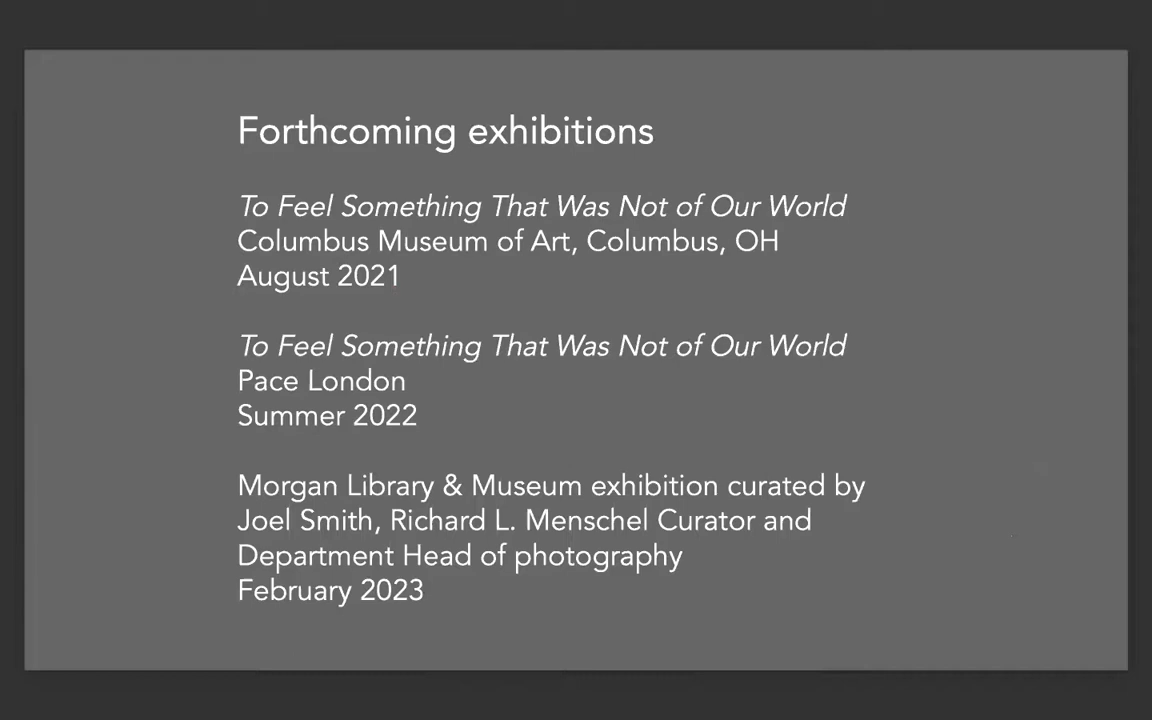 Forthcoming exhibitions
To Feel Something That Was Not of Our World
Columbus Museum of Art, Columbus, OH
August 2021
To Feel Something That Was Not of Our World
Pace London
Summer 2022
Morgan Library & Museum exhibition curated by
Joel Smith, Richard L. Menschel Curator and
Department Head of photography
February 2023